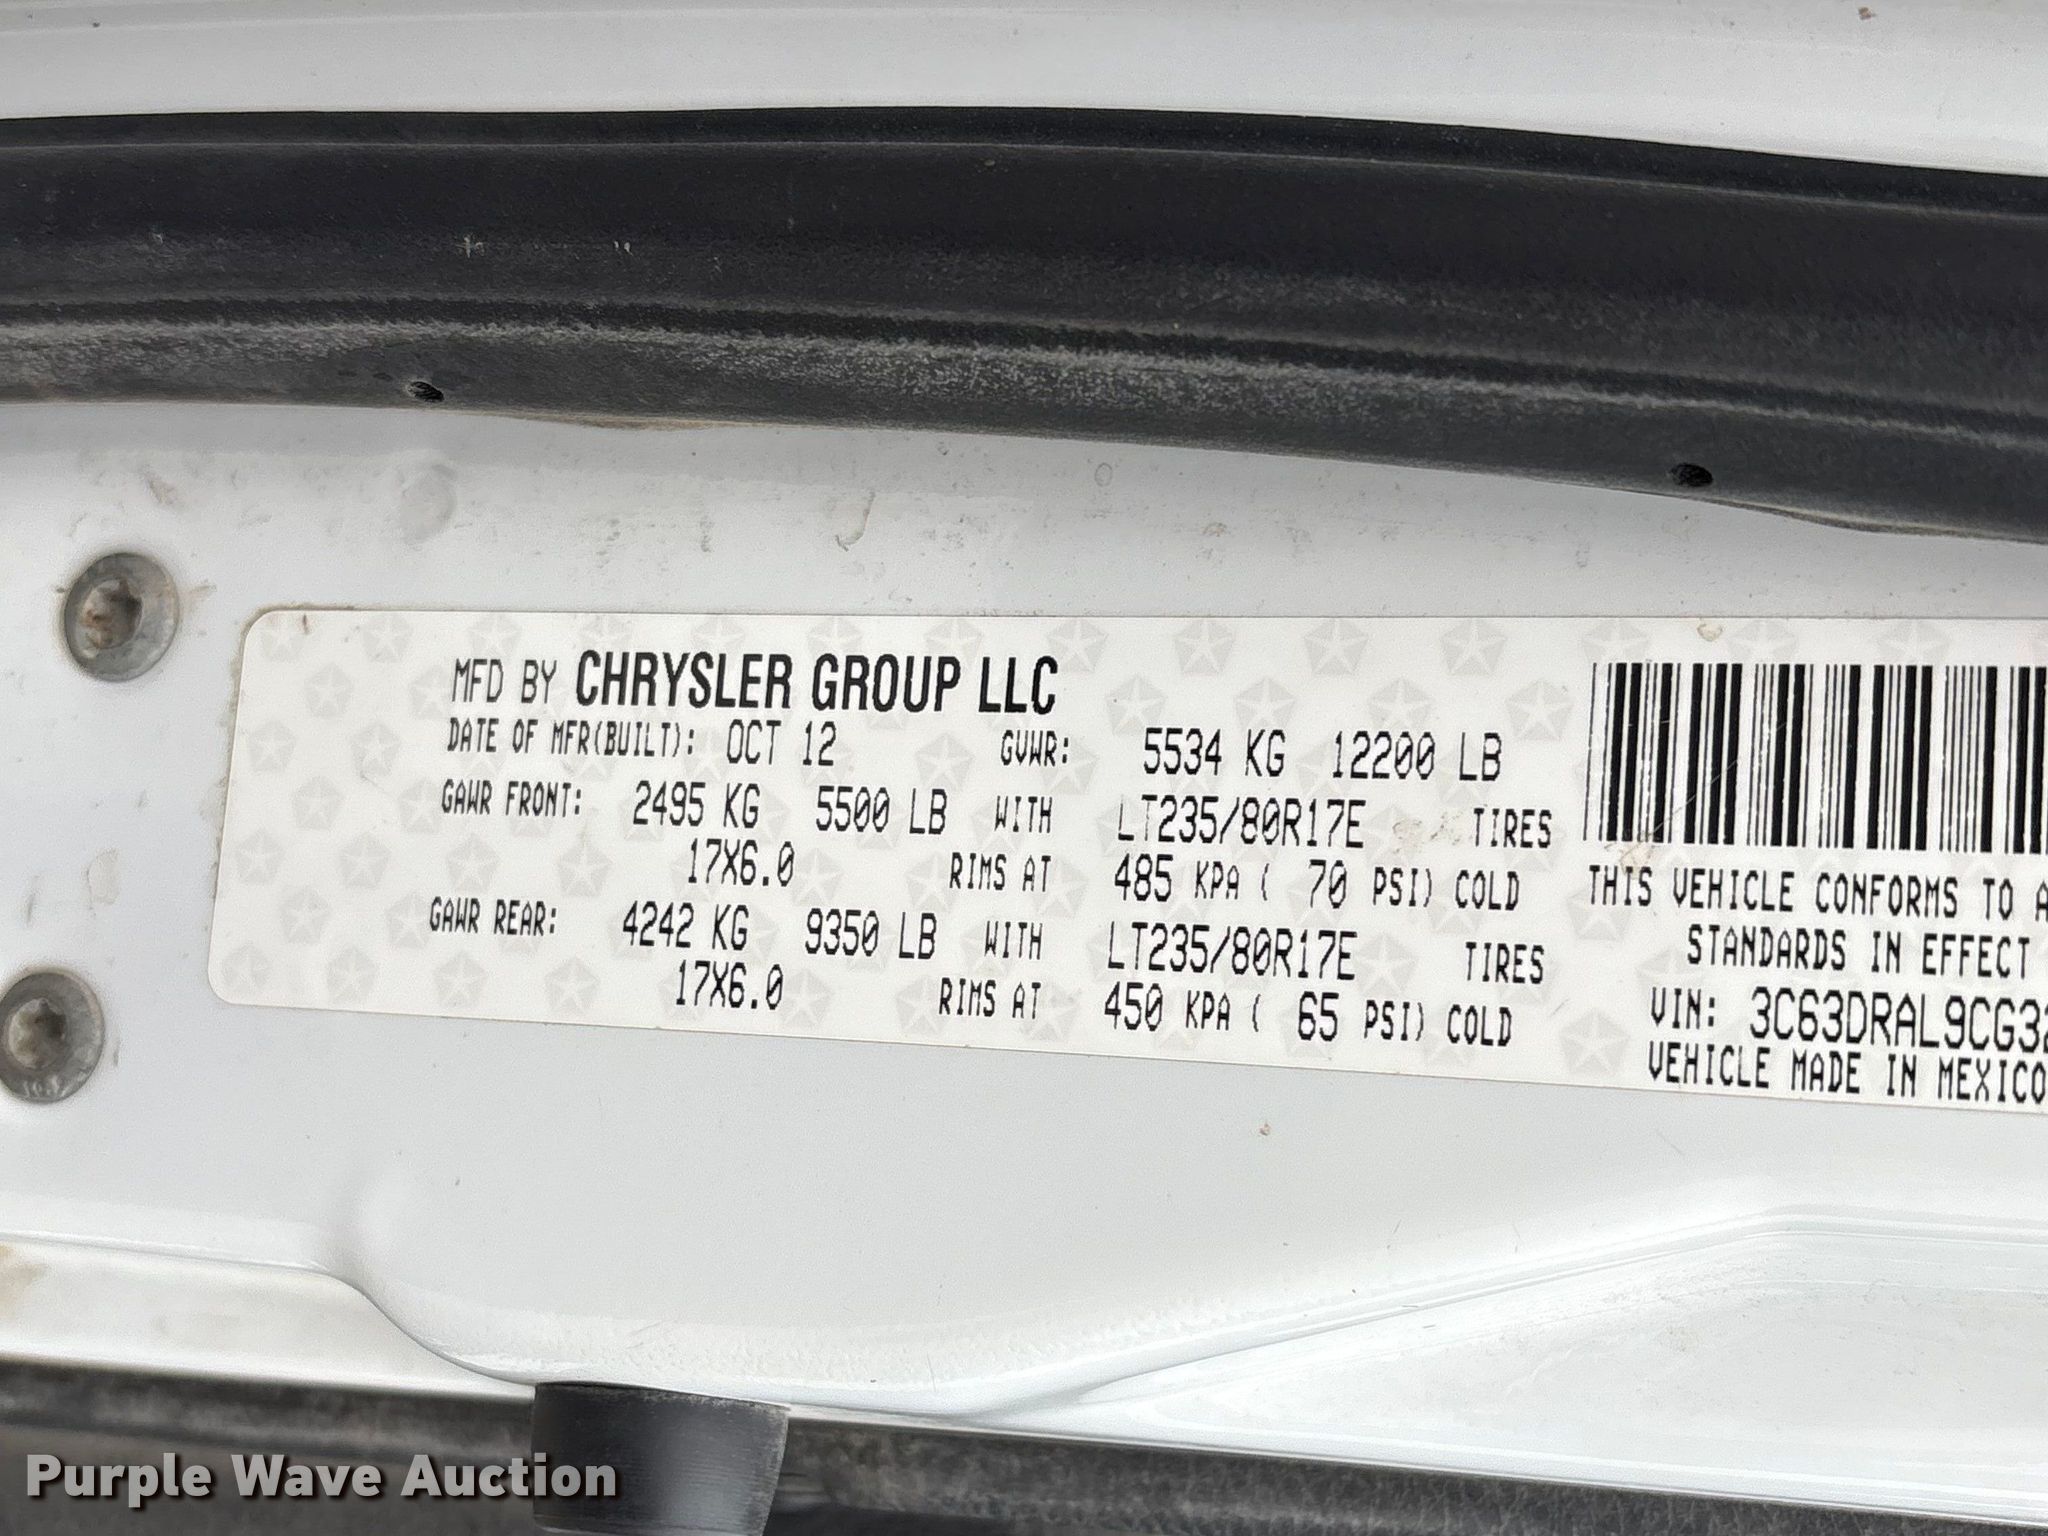 MFD BY CHRYSLER GROUP LLC
DATE OF MFR(BUILT): OCT 12 GVWR: 5534 KG 12200 LB
GAWR FRONT: 2495 KG 5500 LB WITH LT235/80R17E TIRES
17X6.0 RIMS AT 485 KPA ( 70 PSI) COLD
GAWR REAR: 4242 KG 9350 LB WITH LT235/80R17E TIRES
17X6.0 RIMS AT 450 KPA ( 65 PSI) COLD
THIS VEHICLE CONFORMS TO A
STANDARDS IN EFFECT
VIN: 3C63DRAL9CG32
VEHICLE MADE IN MEXICO
Purple Wave Auction